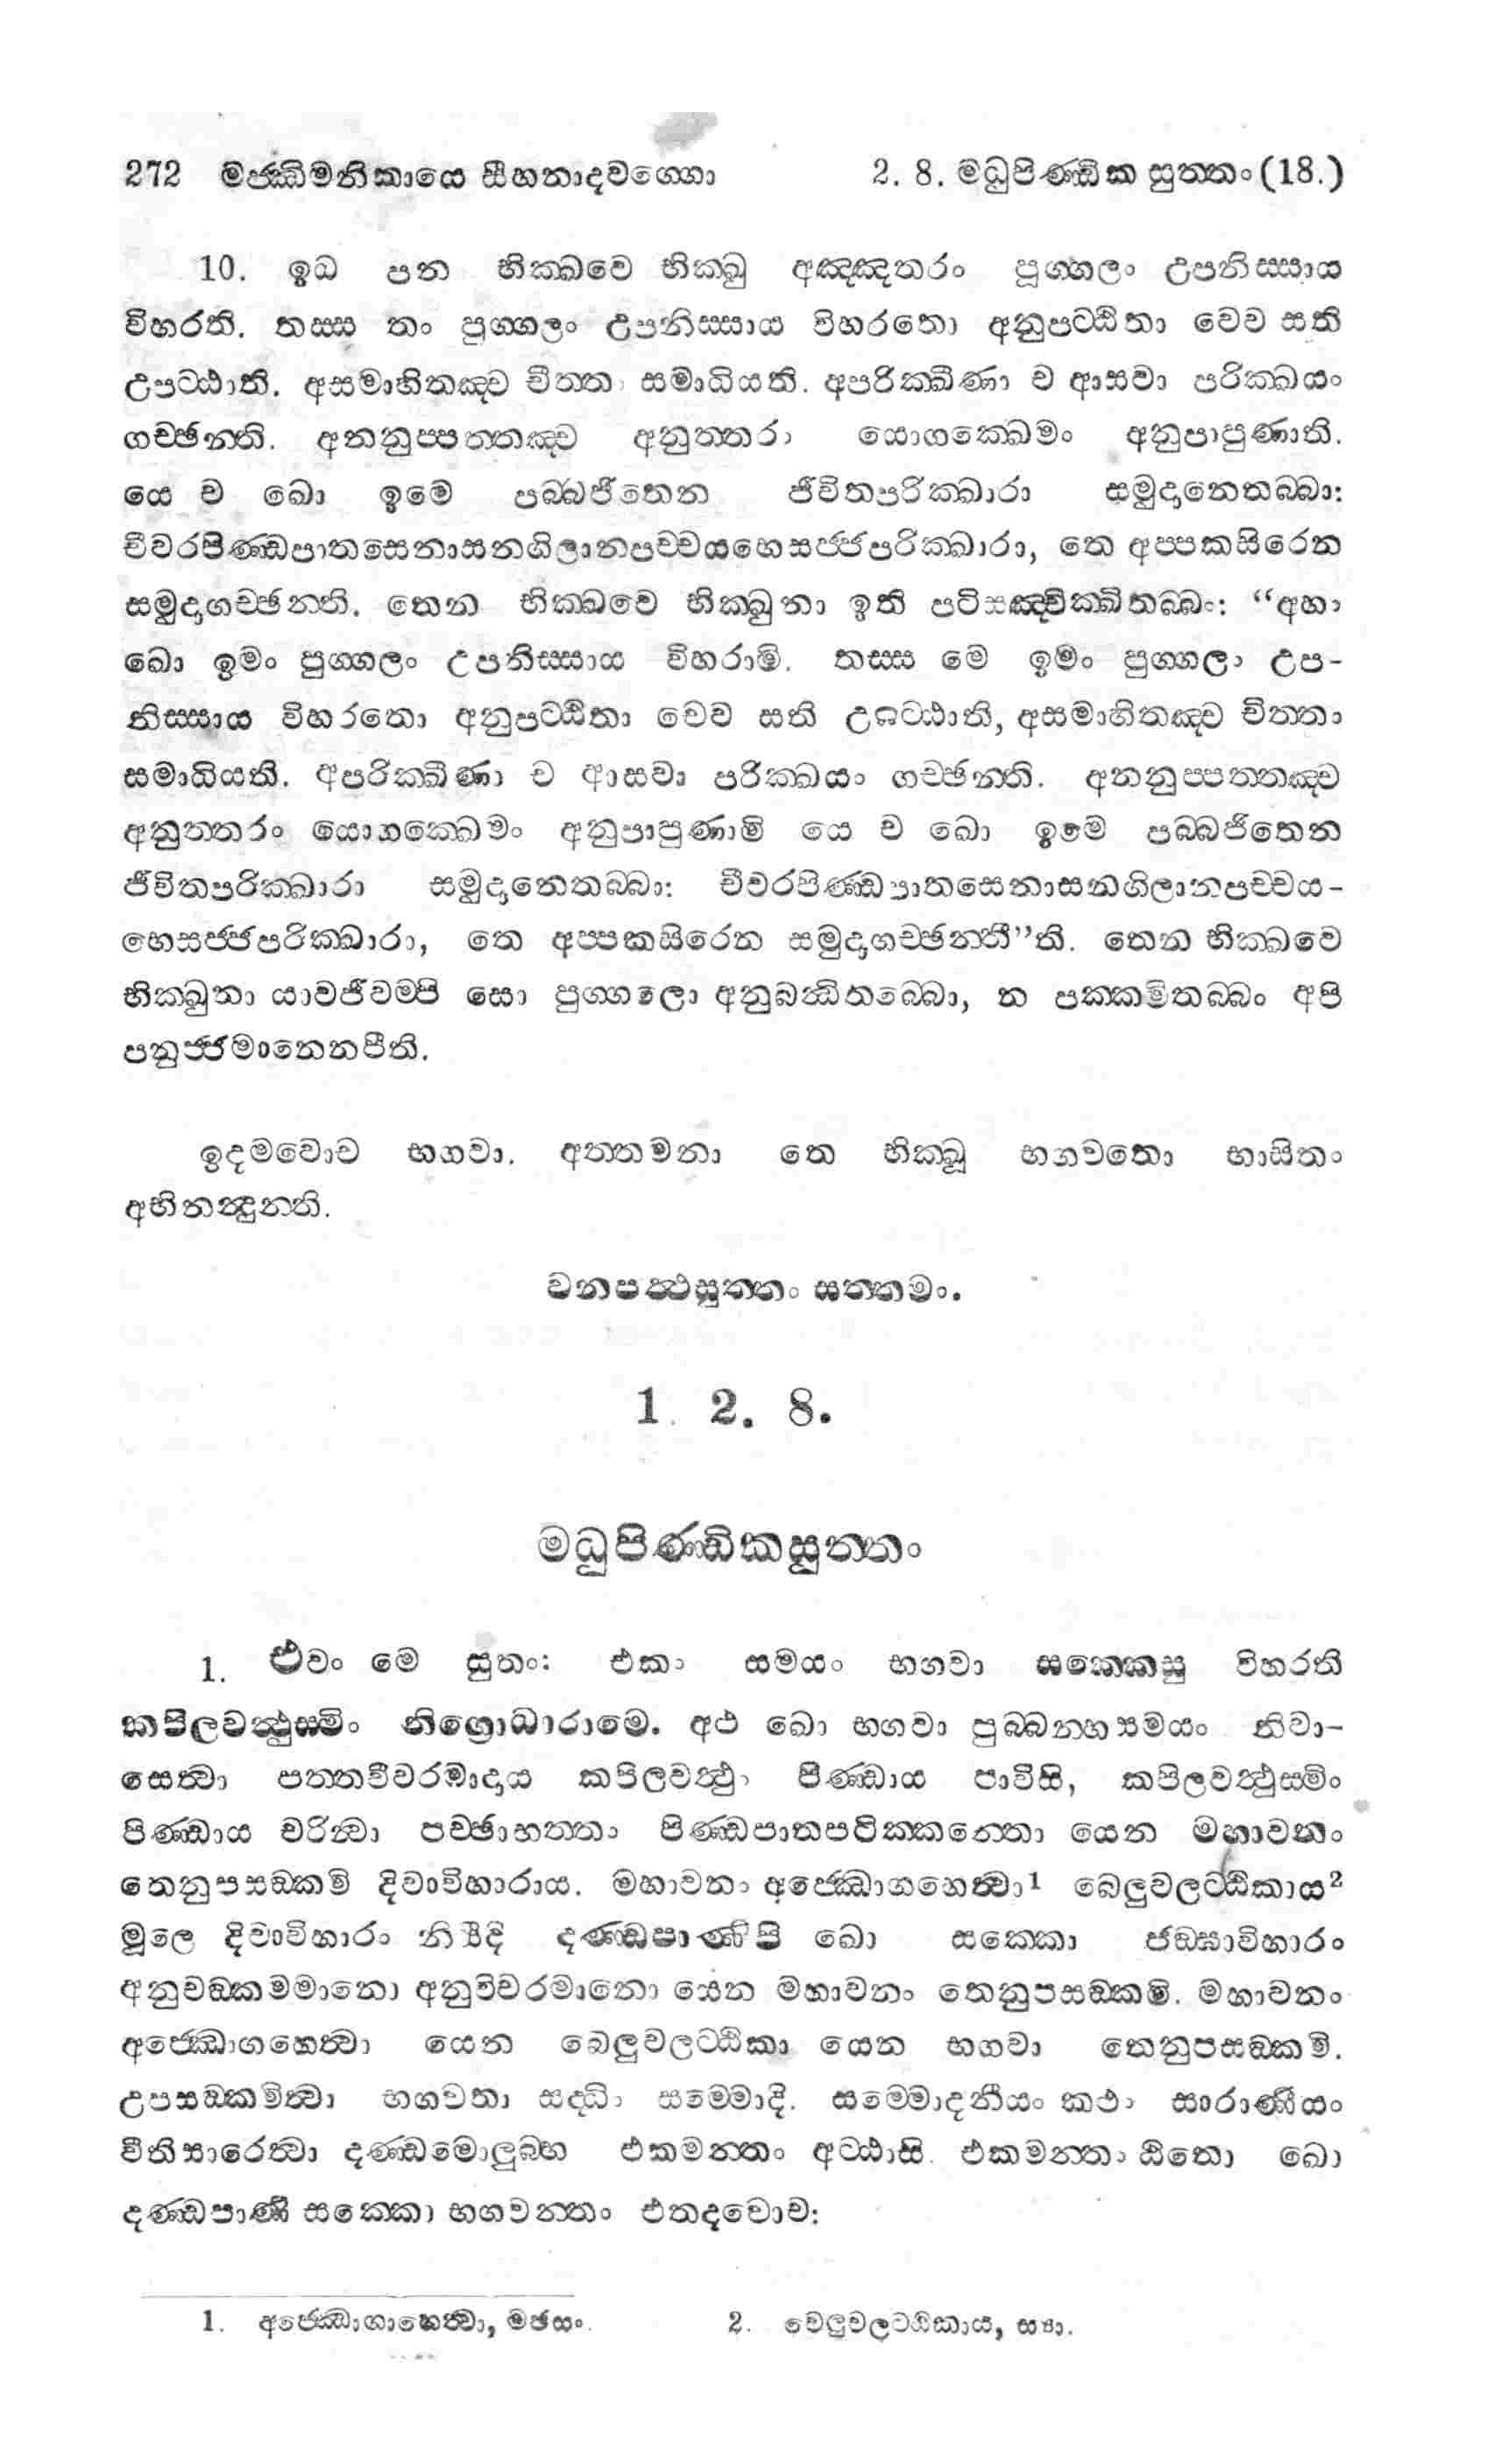 272 මජ්ඣිමනිකායෙ සීහනාදවග්ගො 2. 8. මධුපිණ්ඩික සුත්තං (18.)
10. ඉධ පන භික්ඛවෙ භික්ඛු අඤ්ඤතරං පුග්ගලං උපනිස්සාය
විහරති. තස්ස තං පුග්ගලං උපනිස්සාය විහරතො අනුපට්ඨිතා චෙව සති
උපට්ඨාති. අසමාහිතඤ්ච චිත්තං සමාධියති. අපරික්ඛීණා ච ආසවා පරික්ඛයං
ගච්ඡන්ති. අනනුප්පත්තඤ්ච අනුත්තරං යොගක්ඛෙමං අනුපාපුණාති.
යෙ ච ඛො ඉමෙ පබ්බජිතෙන ජීවිතපරික්ඛාරා සමුදානෙතබ්බා:
චීවරපිණ්ඩපාතසෙනාසනගිලානපච්චයභෙසජ්ජපරික්ඛාරා, තෙ අප්පකසිරෙන
සමුදාගච්ඡන්ති. තෙන භික්ඛවෙ භික්ඛුනා ඉති පටිසඤ්චික්ඛිතබ්බං: “අහං
ඛො ඉමං පුග්ගලං උපනිස්සාය විහරාමි. තස්ස මෙ ඉමං පුග්ගලං උප-
නිස්සාය විහරතො අනුපට්ඨිතා චෙව සති උපට්ඨාති, අසමාහිතඤ්ච චිත්තං
සමාධියති. අපරික්ඛීණා ච ආසවා පරික්ඛයං ගච්ඡන්ති. අනනුප්පත්තඤ්ච
අනුත්තරං යොගක්ඛෙමං අනුපාපුණාමි යෙ ච ඛො ඉමෙ පබ්බජිතෙන
ජීවිතපරික්ඛාරා සමුදානෙතබ්බා: චීවරපිණ්ඩපාතසෙනාසනගිලානපච්චය-
භෙසජ්ජපරික්ඛාරා, තෙ අප්පකසිරෙන සමුදාගච්ඡන්තී”ති. තෙන භික්ඛවෙ
භික්ඛුනා යාවජීවම්පි සො පුග්ගලො අනුබන්ධිතබ්බො, න පක්කමිතබ්බං අපි
පනුජ්ජමානෙනපීති.
ඉදමවොච භගවා. අත්තමනා තෙ භික්ඛූ භගවතො භාසිතං
අභිනන්දුන්ති.
වනපත්ථසුත්තං සත්තමං.
1. 2. 8.
මධුපිණ්ඩිකසුත්තං
1. එවං මෙ සුතං: එකං සමයං භගවා සක්කෙසු විහරති
කපිලවත්ථුස්මිං නිග්‍රොධාරාමෙ. අථ ඛො භගවා පුබ්බන්හසමයං නිවා-
සෙත්වා පත්තචීවරමාදාය කපිලවත්ථුං පිණ්ඩාය පාවිසි, කපිලවත්ථුස්මිං
පිණ්ඩාය චරිත්වා පච්ඡාභත්තං පිණ්ඩපාතපටික්කන්තො යෙන මහාවනං
තෙනුපසඞ්කමි දිවාවිහාරාය. මහාවනං අජ්ඣොගහෙත්වා1 බෙලුවලට්ඨිකාය2
මූලෙ දිවාවිහාරං නිසීදි දණ්ඩපාණිපි ඛො සක්කො ජඞ්ඝාවිහාරං
අනුචඞ්කමමානො අනුවිචරමානො යෙන මහාවනං තෙනුපසඞ්කමි. මහාවනං
අජ්ඣොගහෙත්වා යෙන බෙලුවලට්ඨිකා යෙන භගවා තෙනුපසඞ්කමි.
උපසඞ්කමිත්වා භගවතා සද්ධිං සම්මොදි. සම්මොදනීයං කථං සාරාණීයං
වීතිසාරෙත්වා දණ්ඩමොලුබ්භ එකමන්තං අට්ඨාසි. එකමන්තං ඨිතො ඛො
දණ්ඩපාණී සක්කො භගවන්තං එතදවොච:
1. අජ්ඣොගාහෙත්වා, මඡසං. 2. වෙලුවලට්ඨිකාය, ස්‍යා.